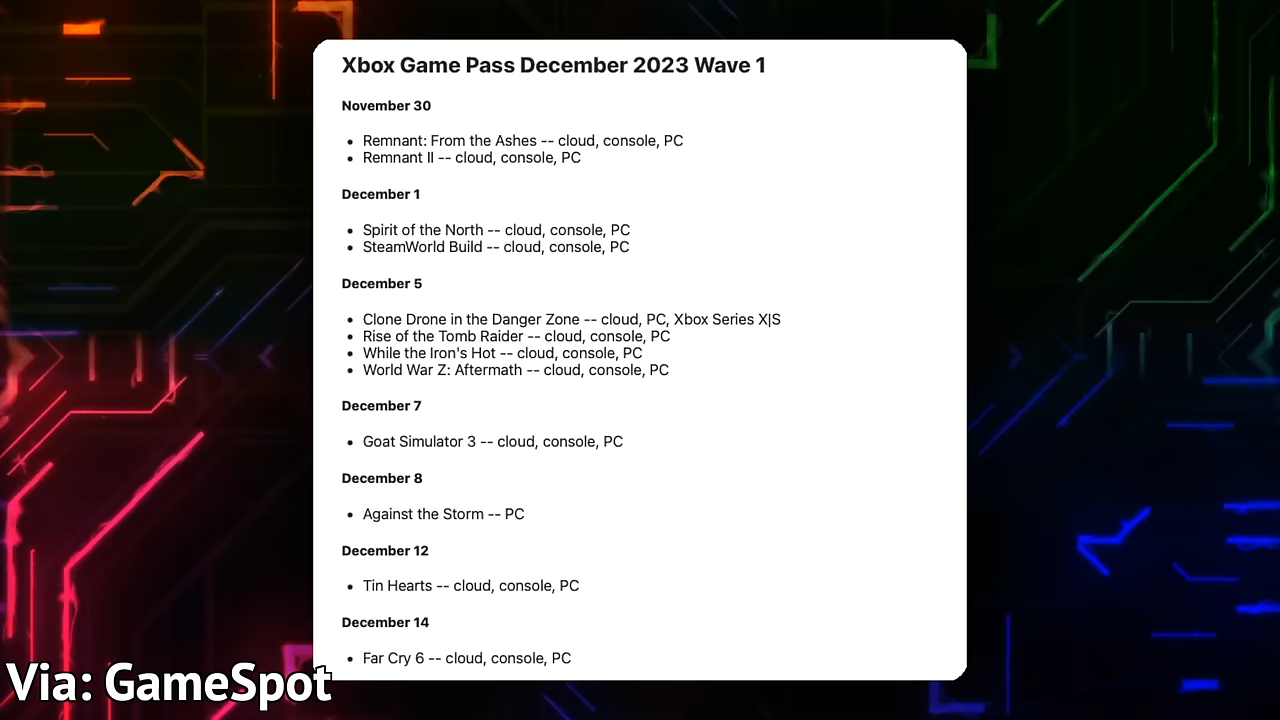 Xbox Game Pass December 2023 Wave 1
November 30
• Remnant: From the Ashes -- cloud, console, PC
• Remnant II -- cloud, console, PC
December 1
• Spirit of the North -- cloud, console, PC
• SteamWorld Build -- cloud, console, PC
December 5
• Clone Drone in the Danger Zone -- cloud, PC, Xbox Series X|S
• Rise of the Tomb Raider -- cloud, console, PC
• While the Iron's Hot -- cloud, console, PC
• World War Z: Aftermath -- cloud, console, PC
December 7
• Goat Simulator 3 -- cloud, console, PC
December 8
• Against the Storm -- PC
December 12
• Tin Hearts -- cloud, console, PC
December 14
• Far Cry 6 -- cloud, console, PC
Via: GameSpot